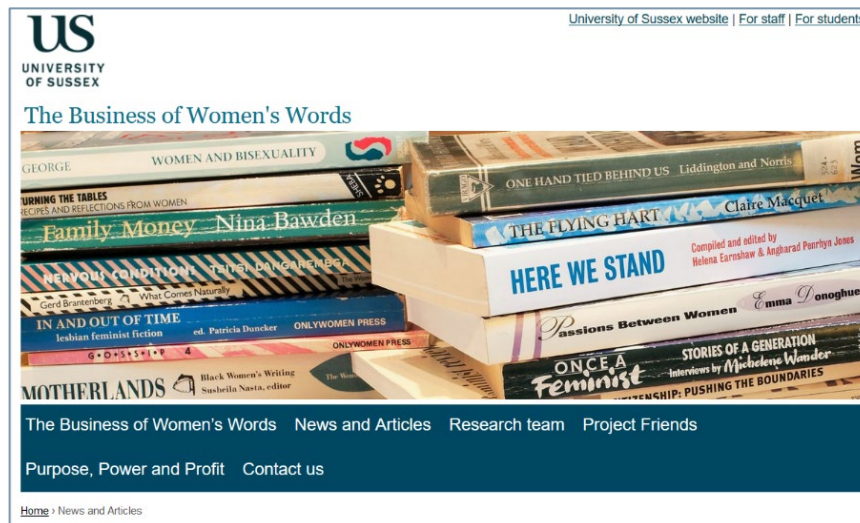 University of Sussex website | For staff | For students
US
UNIVERSITY
OF SUSSEX
The Business of Women's Words
GEORGE WOMEN AND BISEXUALITY
TURNING THE TABLES
RECIPES AND REFLECTIONS FROM WOMEN
SHEBA
Family Money Nina Bawden
NERVOUS CONDITIONS TSITSI DANGAREMBGA
Gerd Brantenberg What Comes Naturally The
IN AND OUT OF TIME
lesbian feminist fiction ed. Patricia Duncker ONLYWOMEN PRESS
G•O•S•S•I•P 4 ONLYWOMEN PRESS
MOTHERLANDS Black Women's Writing
Susheila Nasta, editor The
VIRAGO ONE HAND TIED BEHIND US Liddington and Norris
THE FLYING HART Claire Macquet
HERE WE STAND Compiled and edited by
Helena Earnshaw & Angharad Penrhyn Jones
Passions Between Women Emma Donoghue
ONCE A
Feminist
STORIES OF A GENERATION
Interviews by Michelene Wandor
PUSHING THE BOUNDARIES
The Business of Women's Words News and Articles Research team Project Friends
Purpose, Power and Profit Contact us
Home › News and Articles